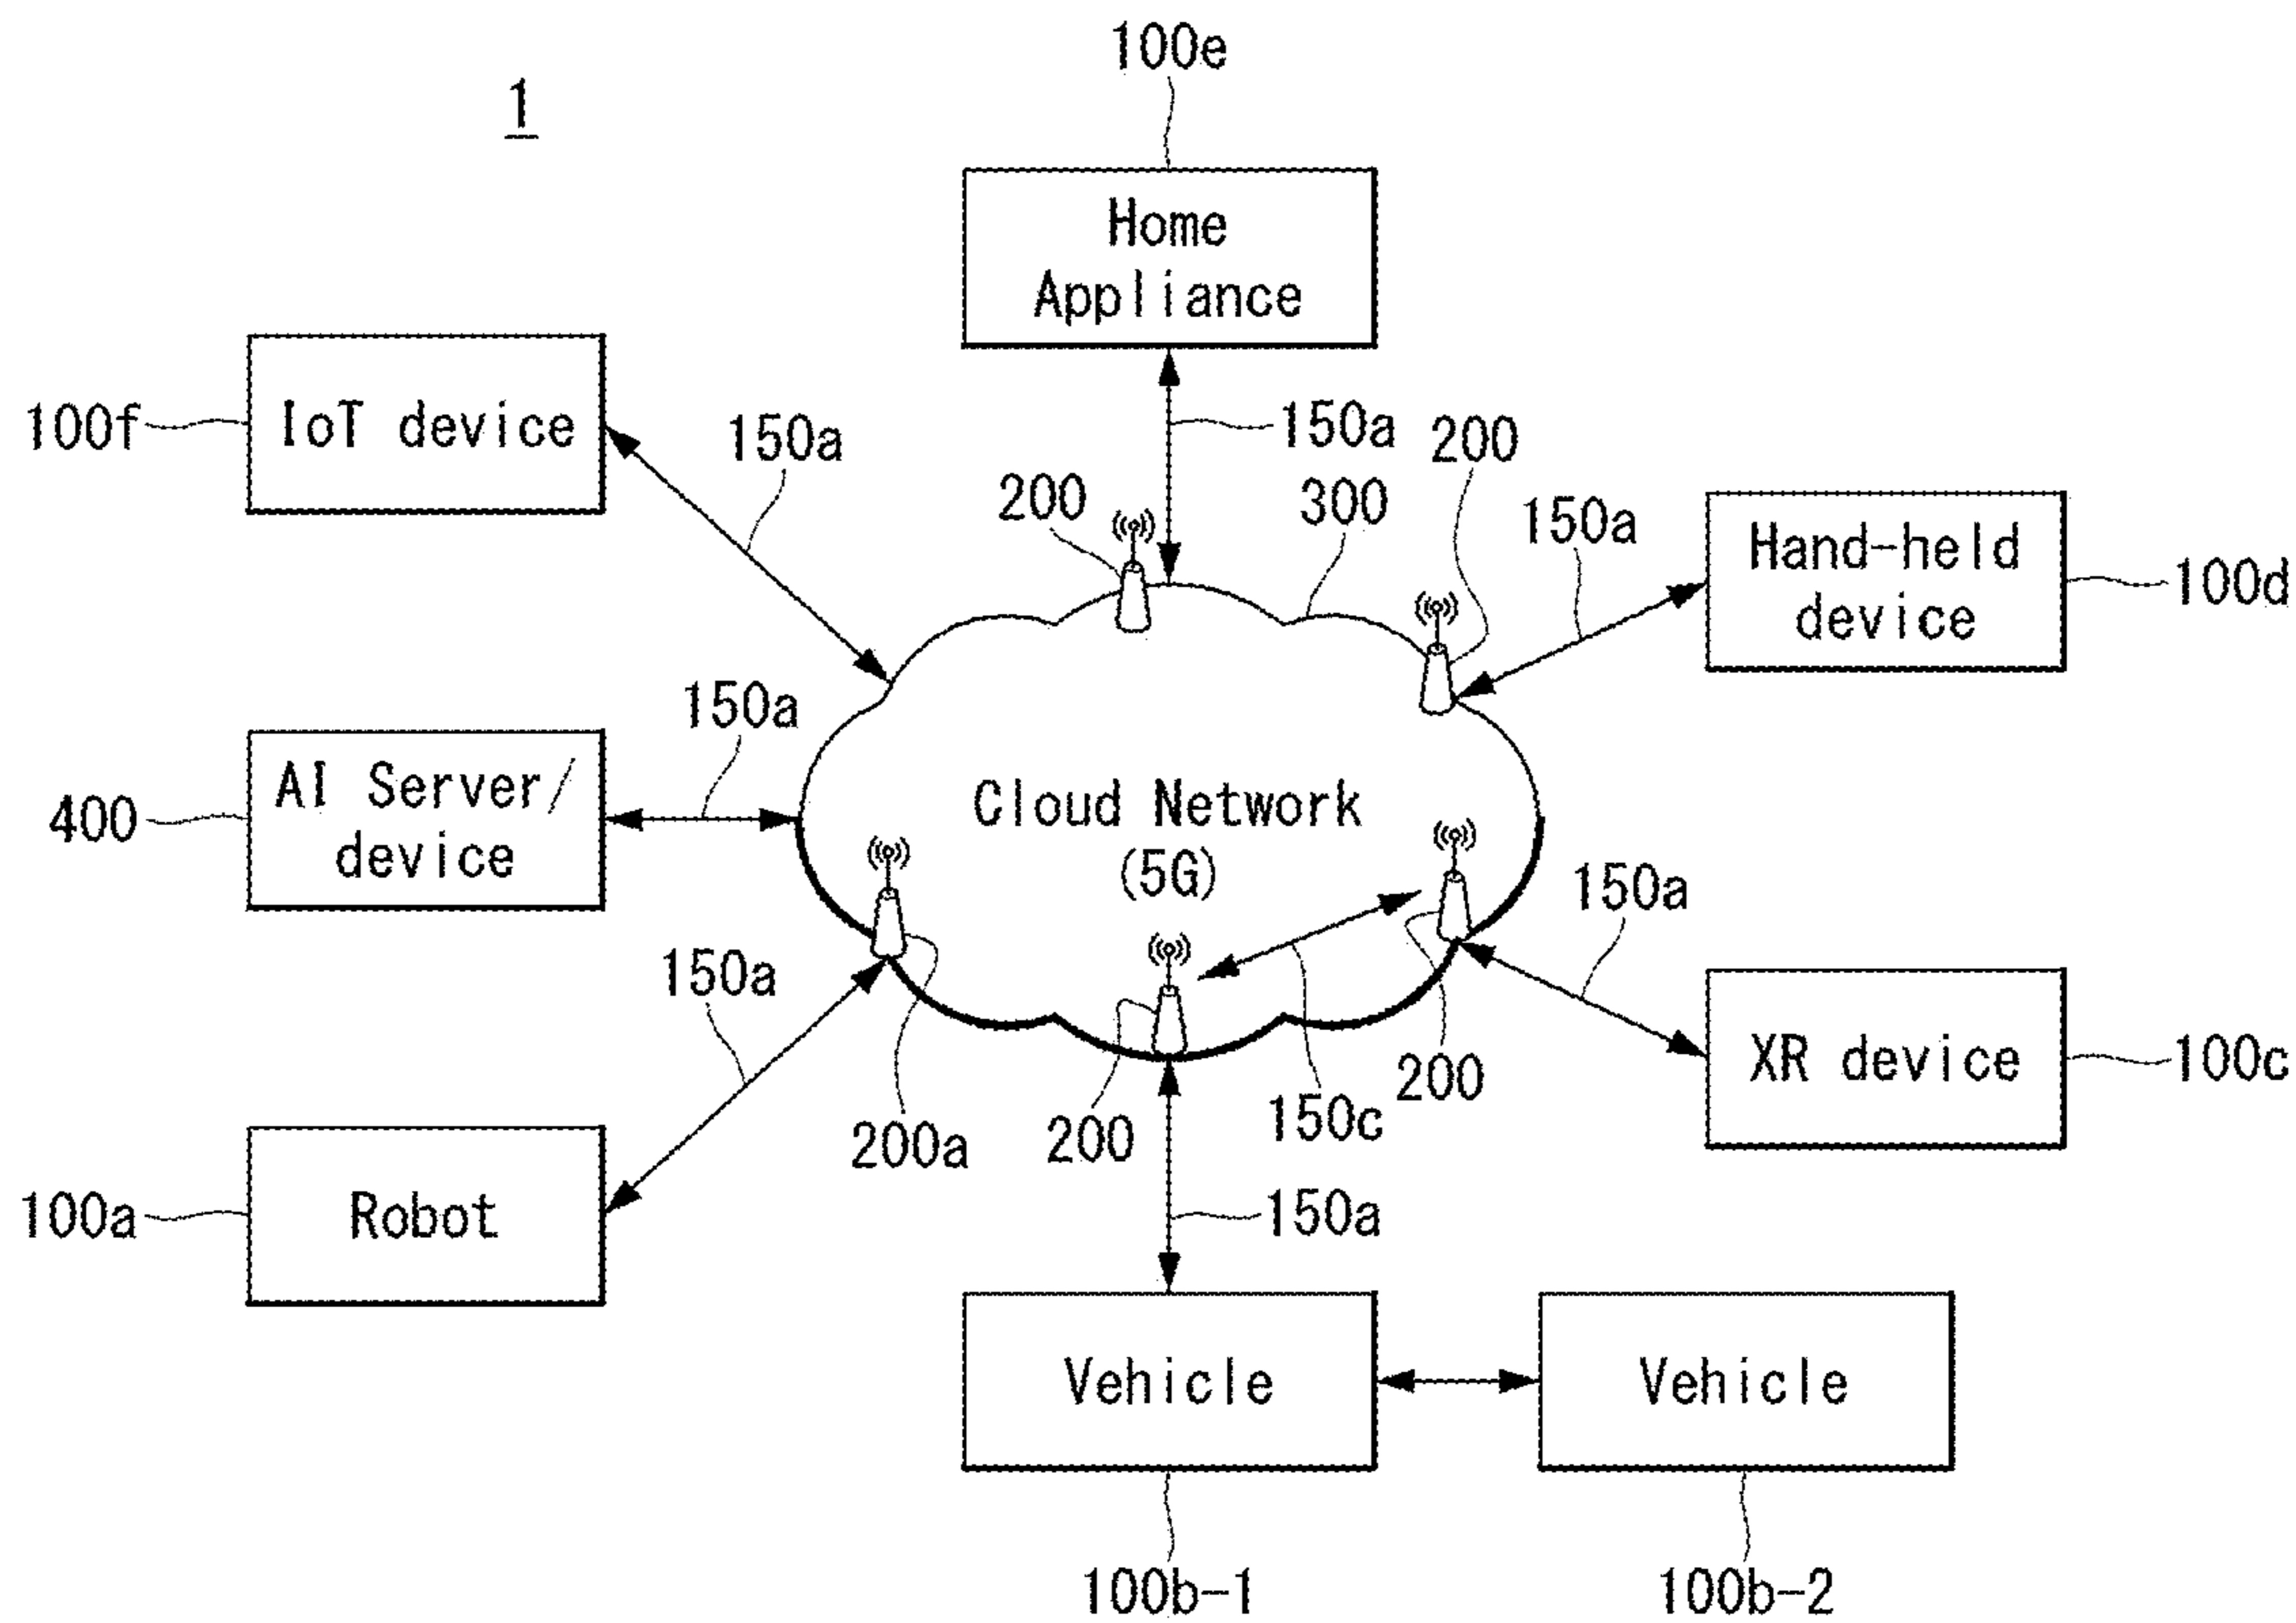 100e
1
Home
Appliance
IoT device
100f
150a
150a
200
200
300
150a
Hand-held
device
100d
150a
AI Server/
device
400
Cloud Network
(5G)
150a
150a
XR device
100c
200
150c
200
200a
150a
Robot
100a
Vehicle
Vehicle
100b-1
100b-2